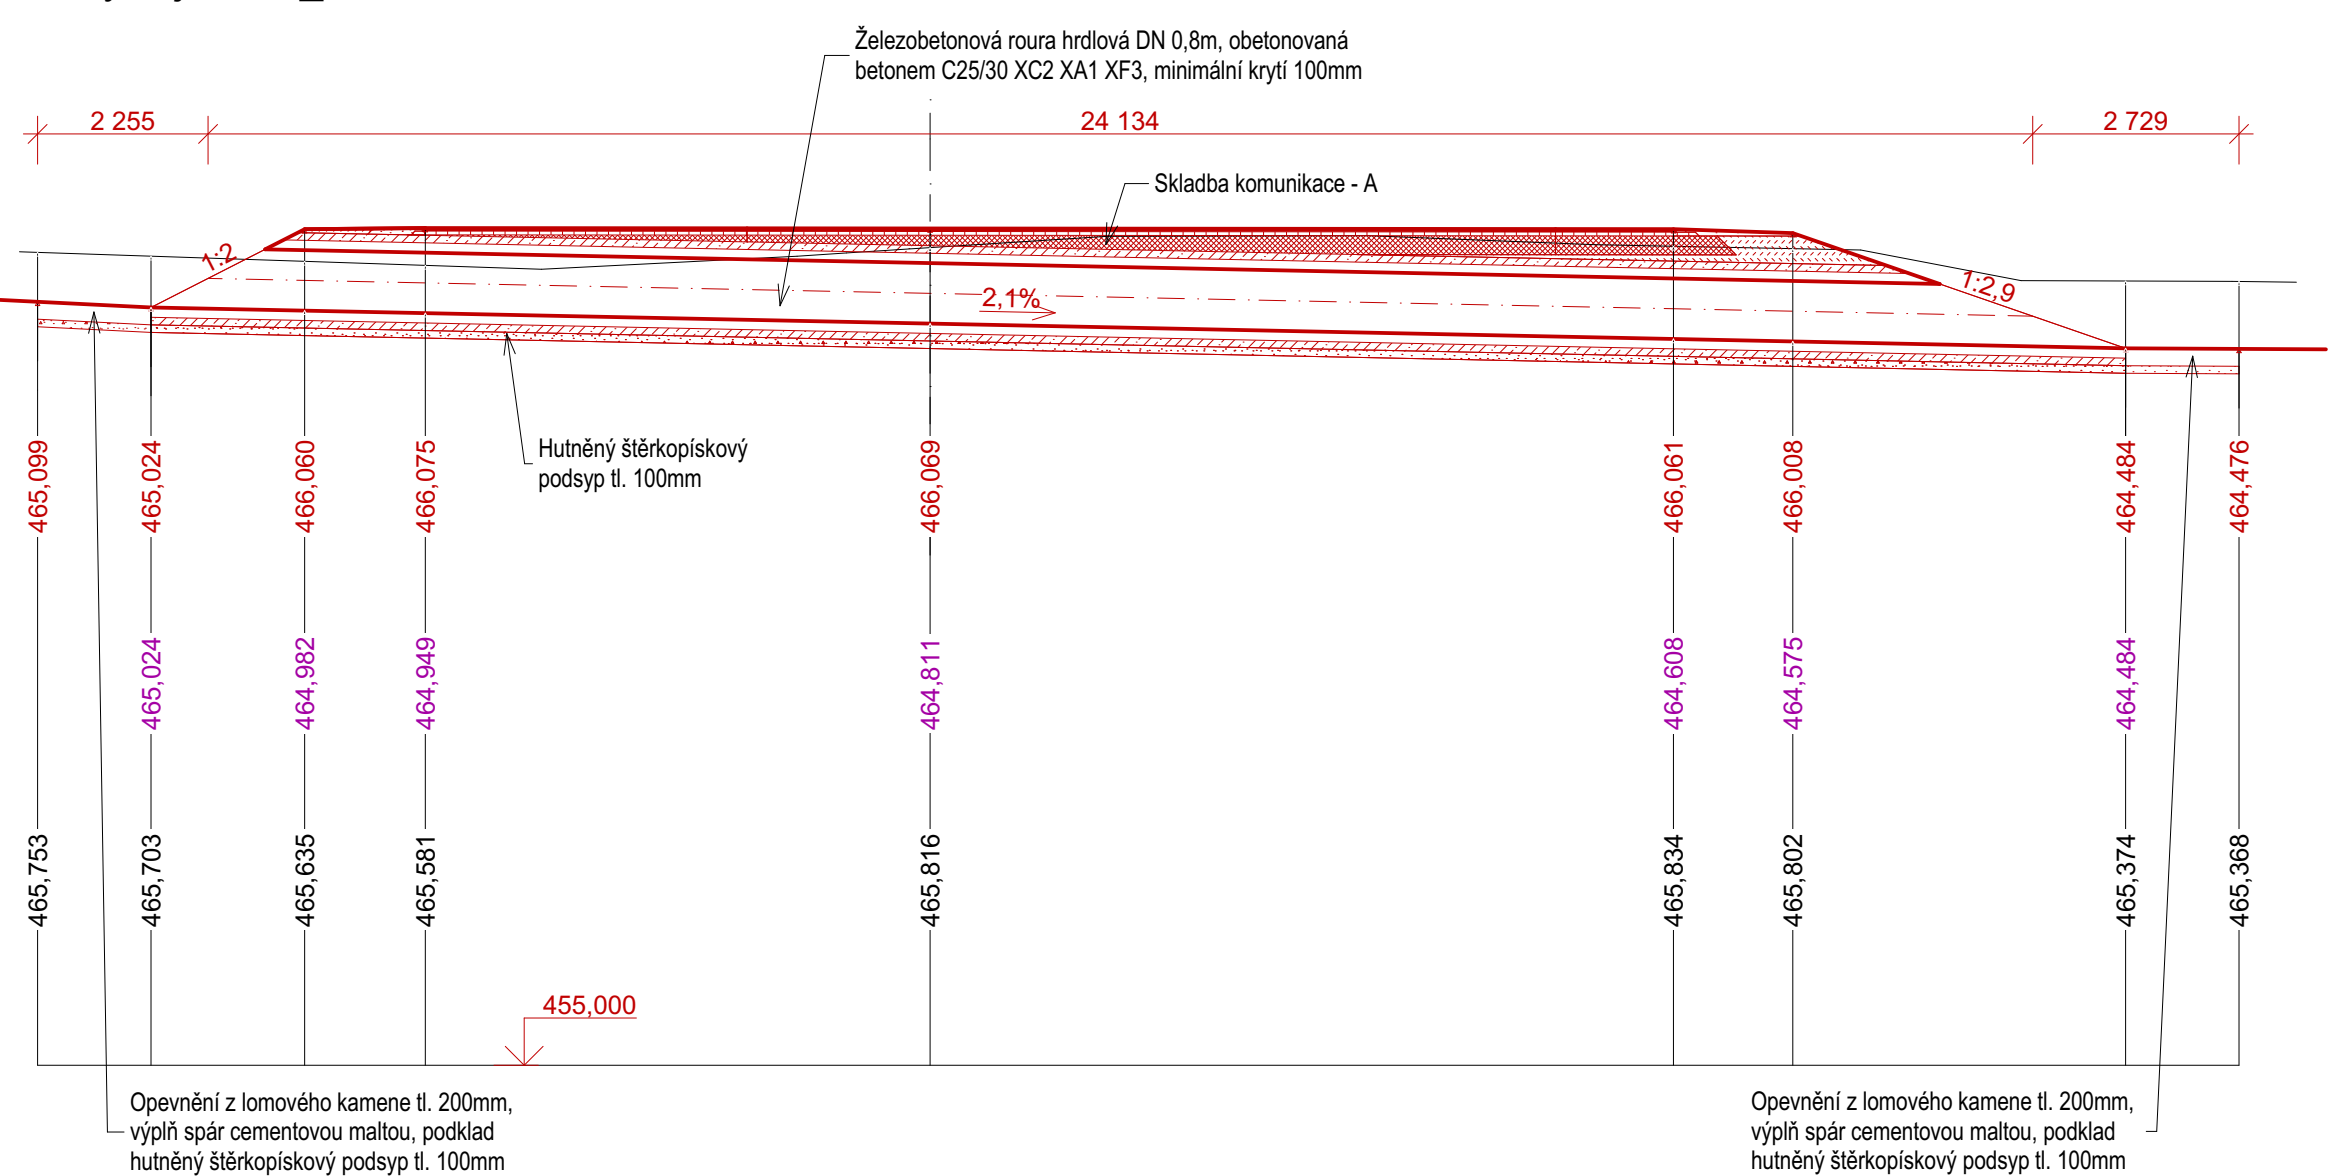 Železobetonová roura hrdlová DN 0,8m, obetonovaná
betonem C25/30 XC2 XA1 XF3, minimální krytí 100mm
2 255
24 134
2 729
Skladba komunikace - A
1:2
1:2,9
2,1%
Hutněný štěrkopískový
podsyp tl. 100mm
465,099
465,024
466,060
466,075
466,069
466,061
466,008
464,484
464,476
465,024
464,982
464,949
464,811
464,608
464,575
464,484
465,753
465,703
465,635
465,581
465,816
465,834
465,802
465,374
465,368
455,000
Opevnění z lomového kamene tl. 200mm,
výplň spár cementovou maltou, podklad
hutněný štěrkopískový podsyp tl. 100mm
Opevnění z lomového kamene tl. 200mm,
výplň spár cementovou maltou, podklad
hutněný štěrkopískový podsyp tl. 100mm